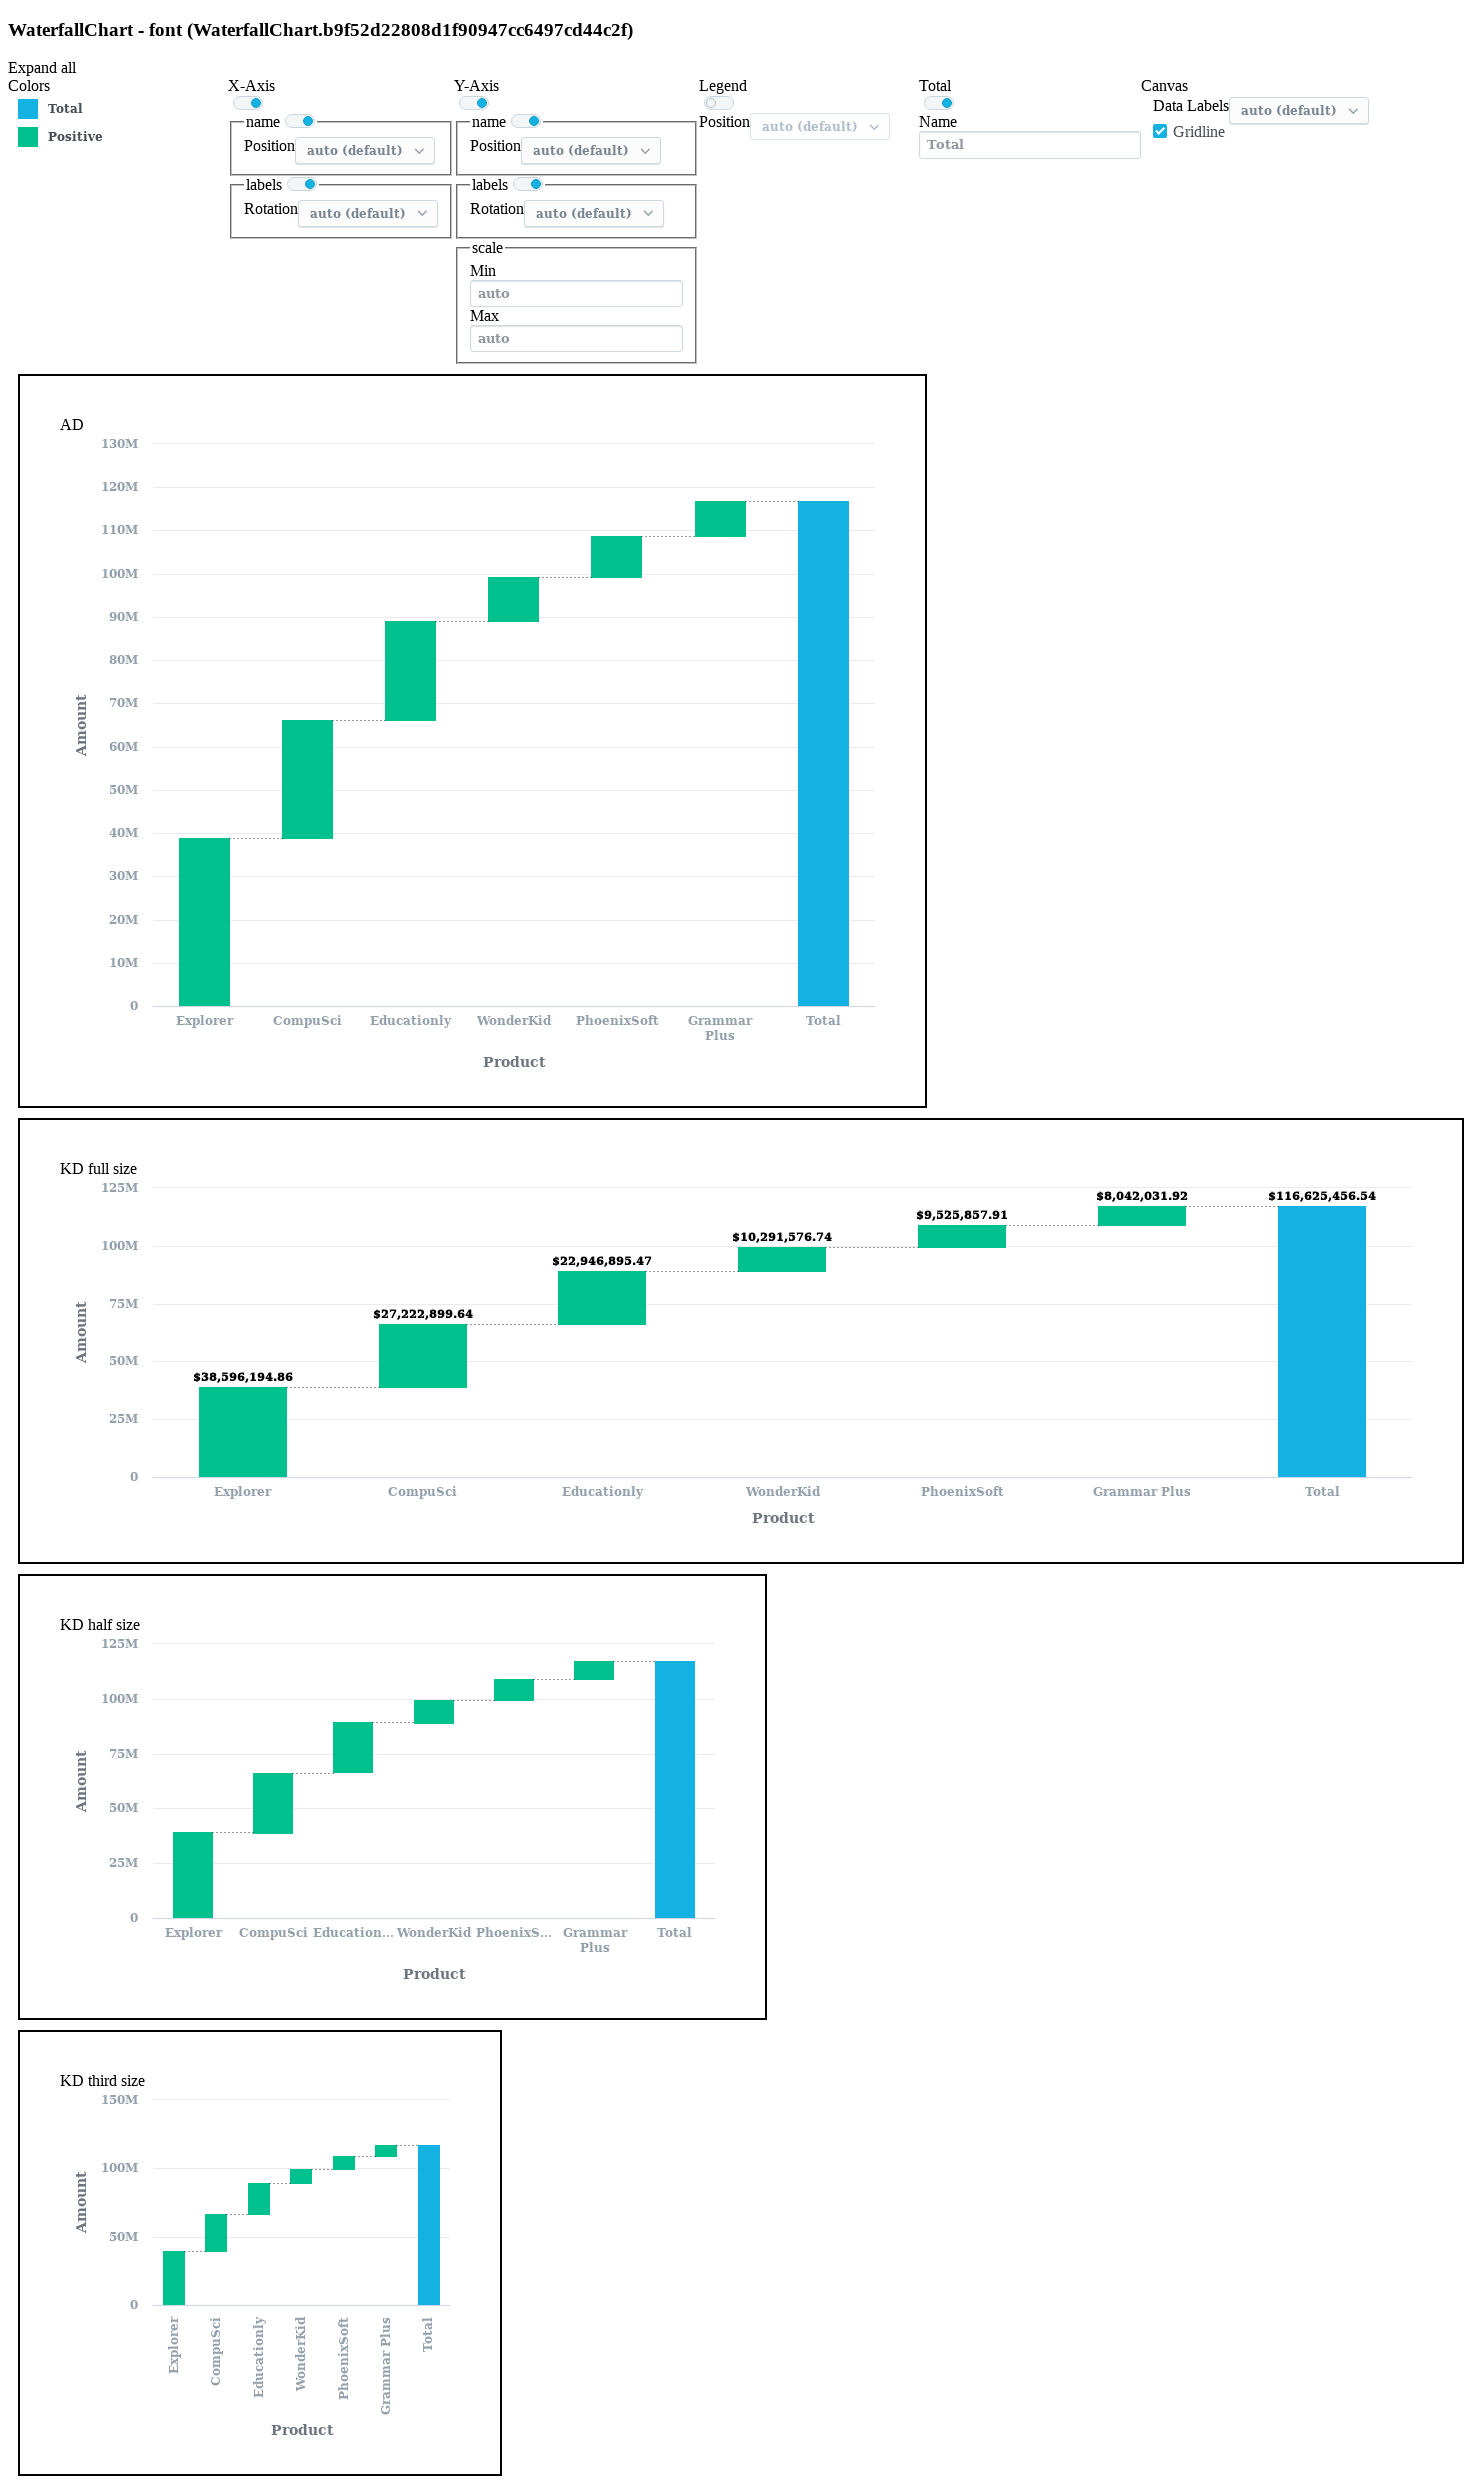 WaterfallChart - font (WaterfallChart.b9f52d22808d1f90947cc6497cd44c2f)
Expand all
Colors
Total
Positive
X-Axis
name
Position auto (default)
labels
Rotation auto (default)
Y-Axis
name
Position auto (default)
labels
Rotation auto (default)
scale
Min
auto
Max
auto
Legend
Position auto (default)
Total
Name
Total
Canvas
Data Labels auto (default)
Gridline
AD
130M
120M
110M
100M
90M
80M
70M
60M
50M
40M
30M
20M
10M
0
Amount
Explorer CompuSci Educationly WonderKid PhoenixSoft Grammar Plus Total
Product
KD full size
125M
100M
75M
50M
25M
0
Amount
$38,596,194.86
$27,222,899.64
$22,946,895.47
$10,291,576.74
$9,525,857.91
$8,042,031.92
$116,625,456.54
Explorer CompuSci Educationly WonderKid PhoenixSoft Grammar Plus Total
Product
KD half size
125M
100M
75M
50M
25M
0
Amount
Explorer CompuSci Education... WonderKid PhoenixS... Grammar Plus Total
Product
KD third size
150M
100M
50M
0
Amount
Explorer
CompuSci
Educationly
WonderKid
PhoenixSoft
Grammar Plus
Total
Product